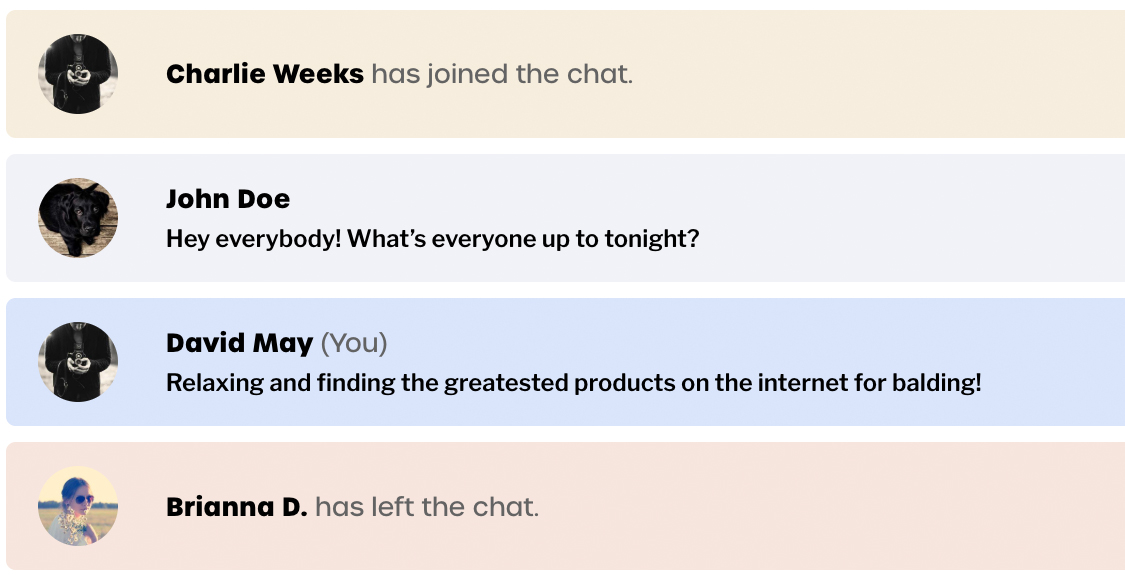 Charlie Weeks has joined the chat.
John Doe
Hey everybody! What’s everyone up to tonight?
David May (You)
Relaxing and finding the greatested products on the internet for balding!
Brianna D. has left the chat.